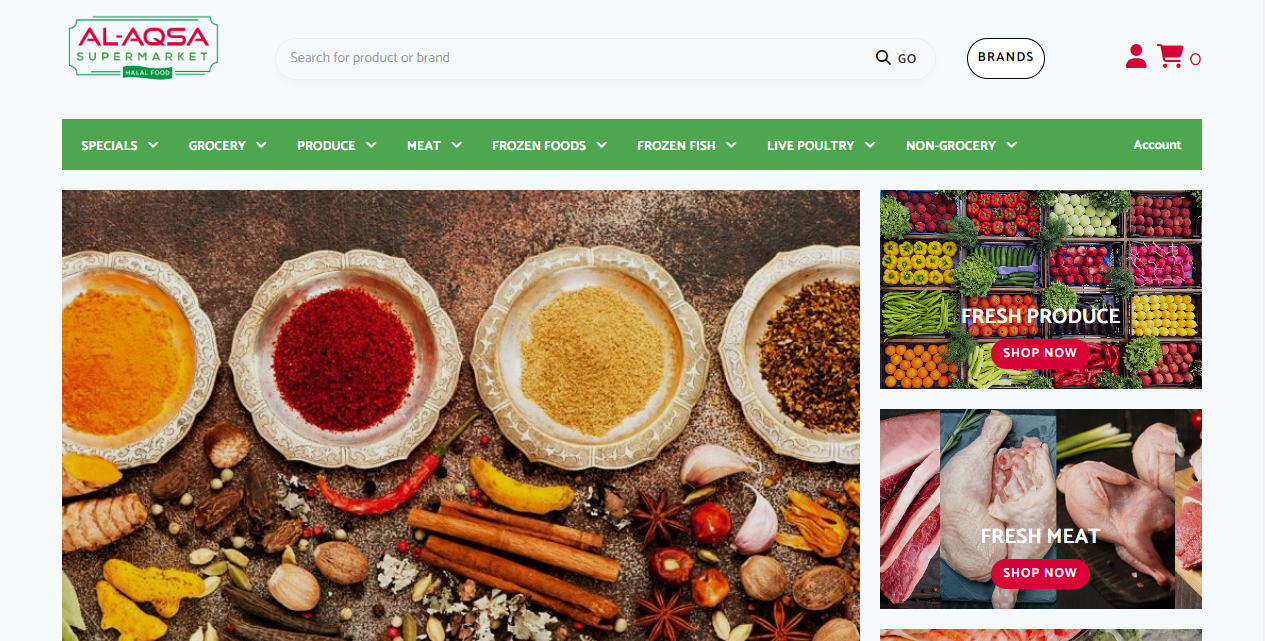 AL-AQSA
SUPERMARKET
HALAL FOOD
Search for product or brand
GO
BRANDS
0
SPECIALS
GROCERY
PRODUCE
MEAT
FROZEN FOODS
FROZEN FISH
LIVE POULTRY
NON-GROCERY
Account
FRESH PRODUCE
SHOP NOW
FRESH MEAT
SHOP NOW